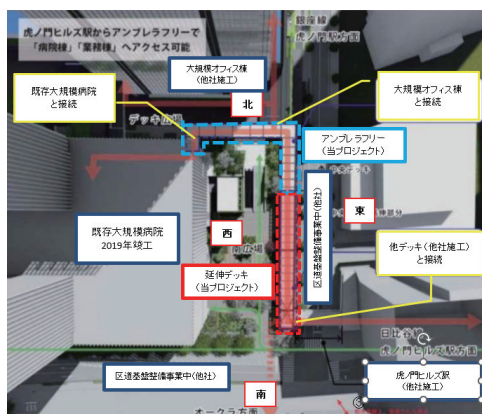 虎ノ門ヒルズ駅からアンブレラフリーで
「病院棟」「業務棟」へアクセス可能
銀座線
虎ノ門駅方面
大規模オフィス棟
(他社施工)
既存大規模病院
と接続
北
大規模オフィス棟
と接続
デッキ広場
アンブレラフリー
(当プロジェクト)
既存大規模病院
2019年竣工
西
区道基盤整備事業中(他社)
東
延伸デッキ
(当プロジェクト)
他デッキ(他社施工)
と接続
日比谷線
虎ノ門ヒルズ駅方面
区道基盤整備事業中(他社)
南
虎ノ門ヒルズ駅
(他社施工)
オークラ方面